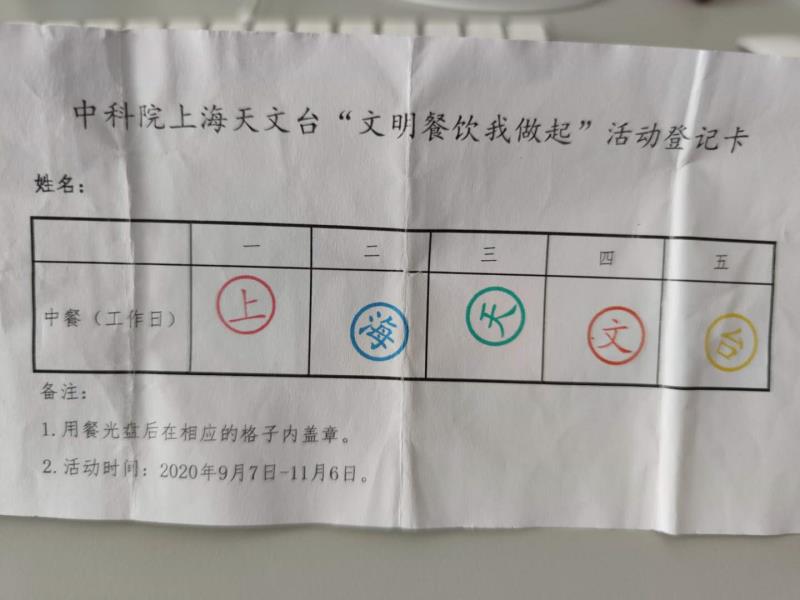 中科院上海天文台“文明餐饮我做起”活动登记卡
姓名：
一 二 三 四 五
中餐（工作日） 上 海 天 文 台
备注：
1.用餐光盘后在相应的格子内盖章。
2.活动时间：2020年9月7日-11月6日。